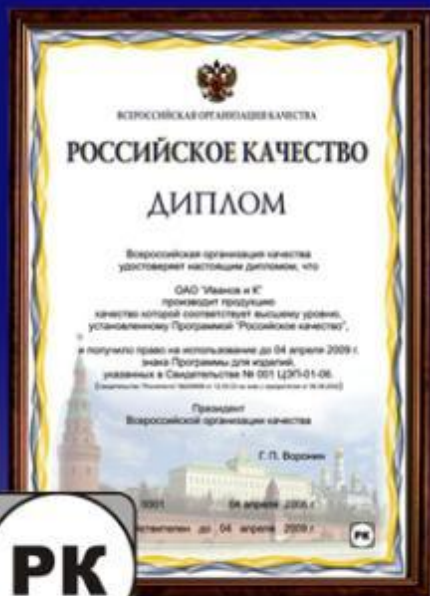 ВСЕРОССИЙСКАЯ ОРГАНИЗАЦИЯ КАЧЕСТВА
РОССИЙСКОЕ КАЧЕСТВО
ДИПЛОМ
Всероссийская организация качества
удостоверяет настоящим дипломом, что
ОАО "Иванов и К"
производит продукцию
качество которой соответствует высшему уровню,
установленному Программой "Российское качество",
и получило право на использование до 04 апреля 2009 г.
знака Программы для изделий,
указанных в Свидетельстве № 001 ЦЭП-01-06.
Президент
Всероссийской организации качества
Г. П. Воронин
0001 04 апреля
до 04 апреля 2009 г.
РК
РК